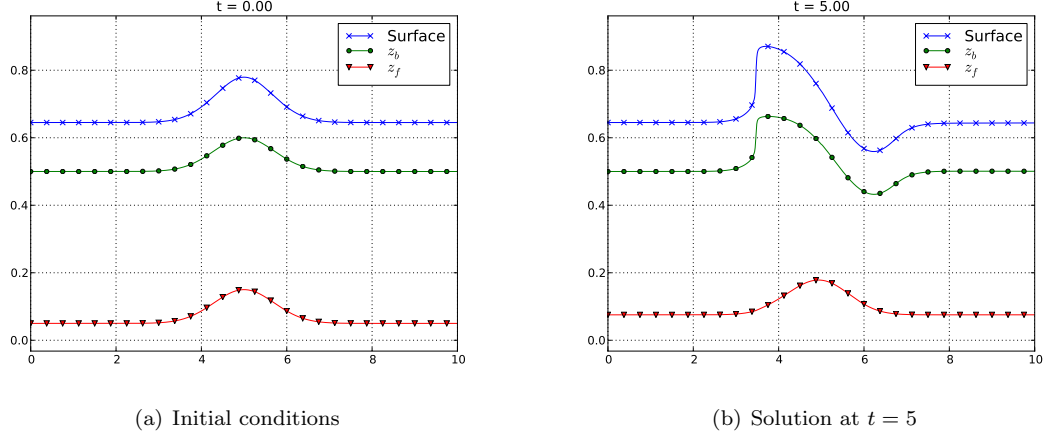 t = 0.00
Surface
z_b
z_f
0.8
0.6
0.4
0.2
0.0
0 2 4 6 8 10
(a) Initial conditions
t = 5.00
Surface
z_b
z_f
0.8
0.6
0.4
0.2
0.0
0 2 4 6 8 10
(b) Solution at t = 5